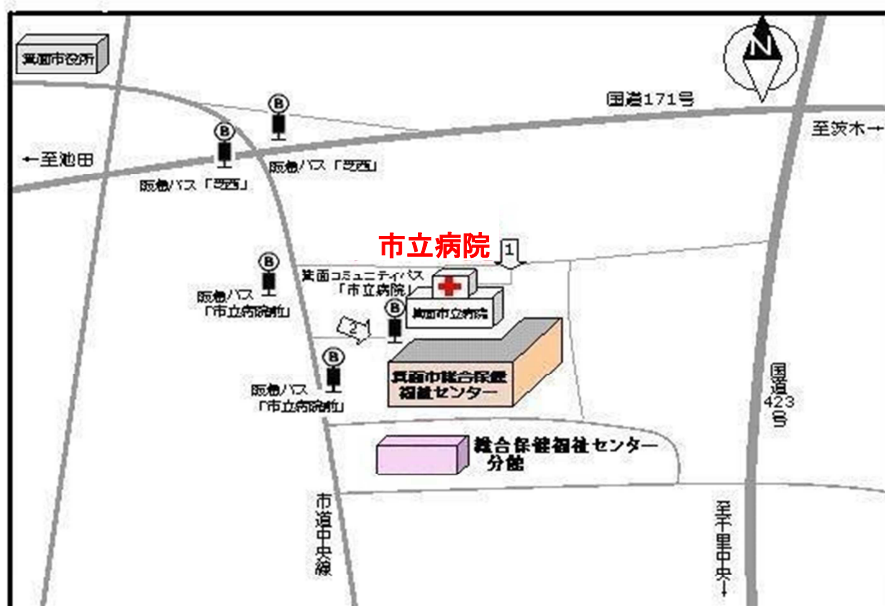 箕面市役所
N
国道171号
至茨木→
←至池田
B
B
阪急バス「芝西」
阪急バス「芝西」
市立病院
1
B
箕面コミュニティバス
「市立病院」
阪急バス
「市立病院前」
箕面市立病院
B
2
B
箕面市総合保健
福祉センター
阪急バス
「市立病院前」
国道423号
総合保健福祉センター
分館
市道中央線
至千里中央→